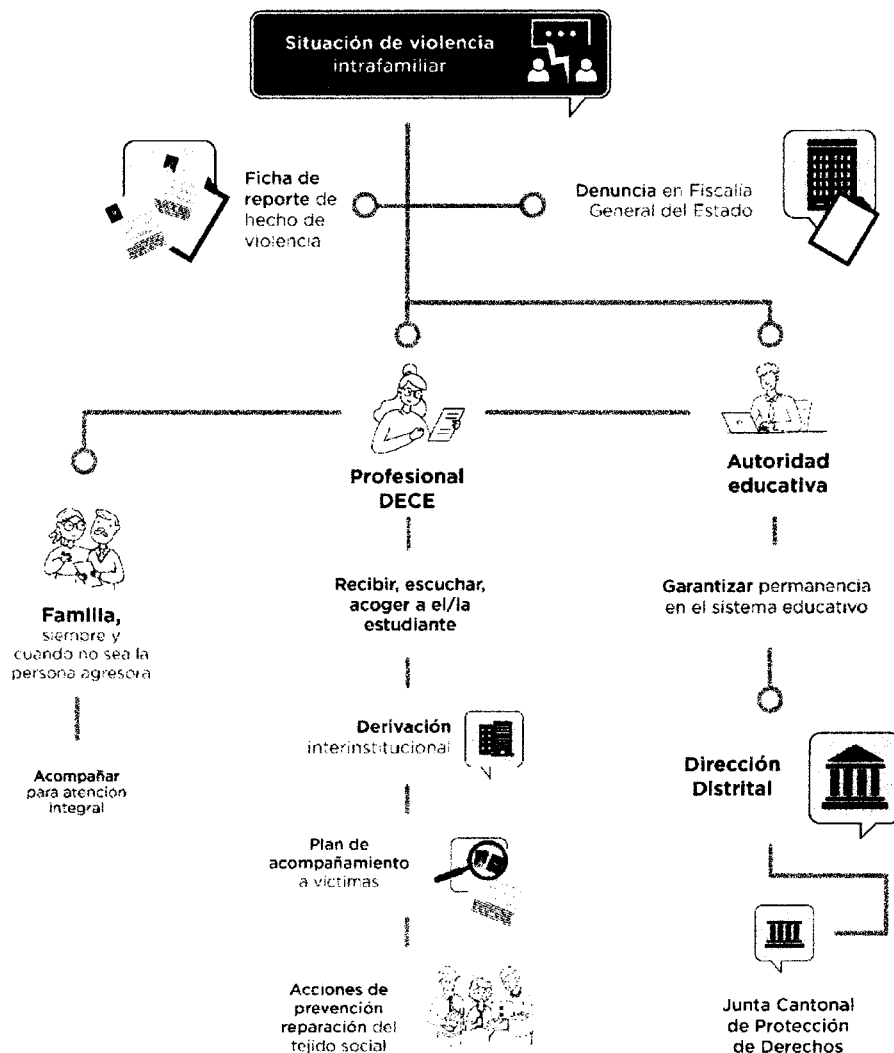 Situación de violencia
intrafamiliar
Ficha de
reporte de
hecho de
violencia
Denuncia en Fiscalía
General del Estado
Profesional
DECE
Autoridad
educativa
Familia,
siempre y
cuando no sea la
persona agresora
Recibir, escuchar,
acoger a el/la
estudiante
Garantizar permanencia
en el sistema educativo
Acompañar
para atención
integral
Derivación
interinstitucional
Dirección
Distrital
Plan de
acompañamiento
a víctimas
Acciones de
prevención
reparación del
tejido social
Junta Cantonal
de Protección
de Derechos